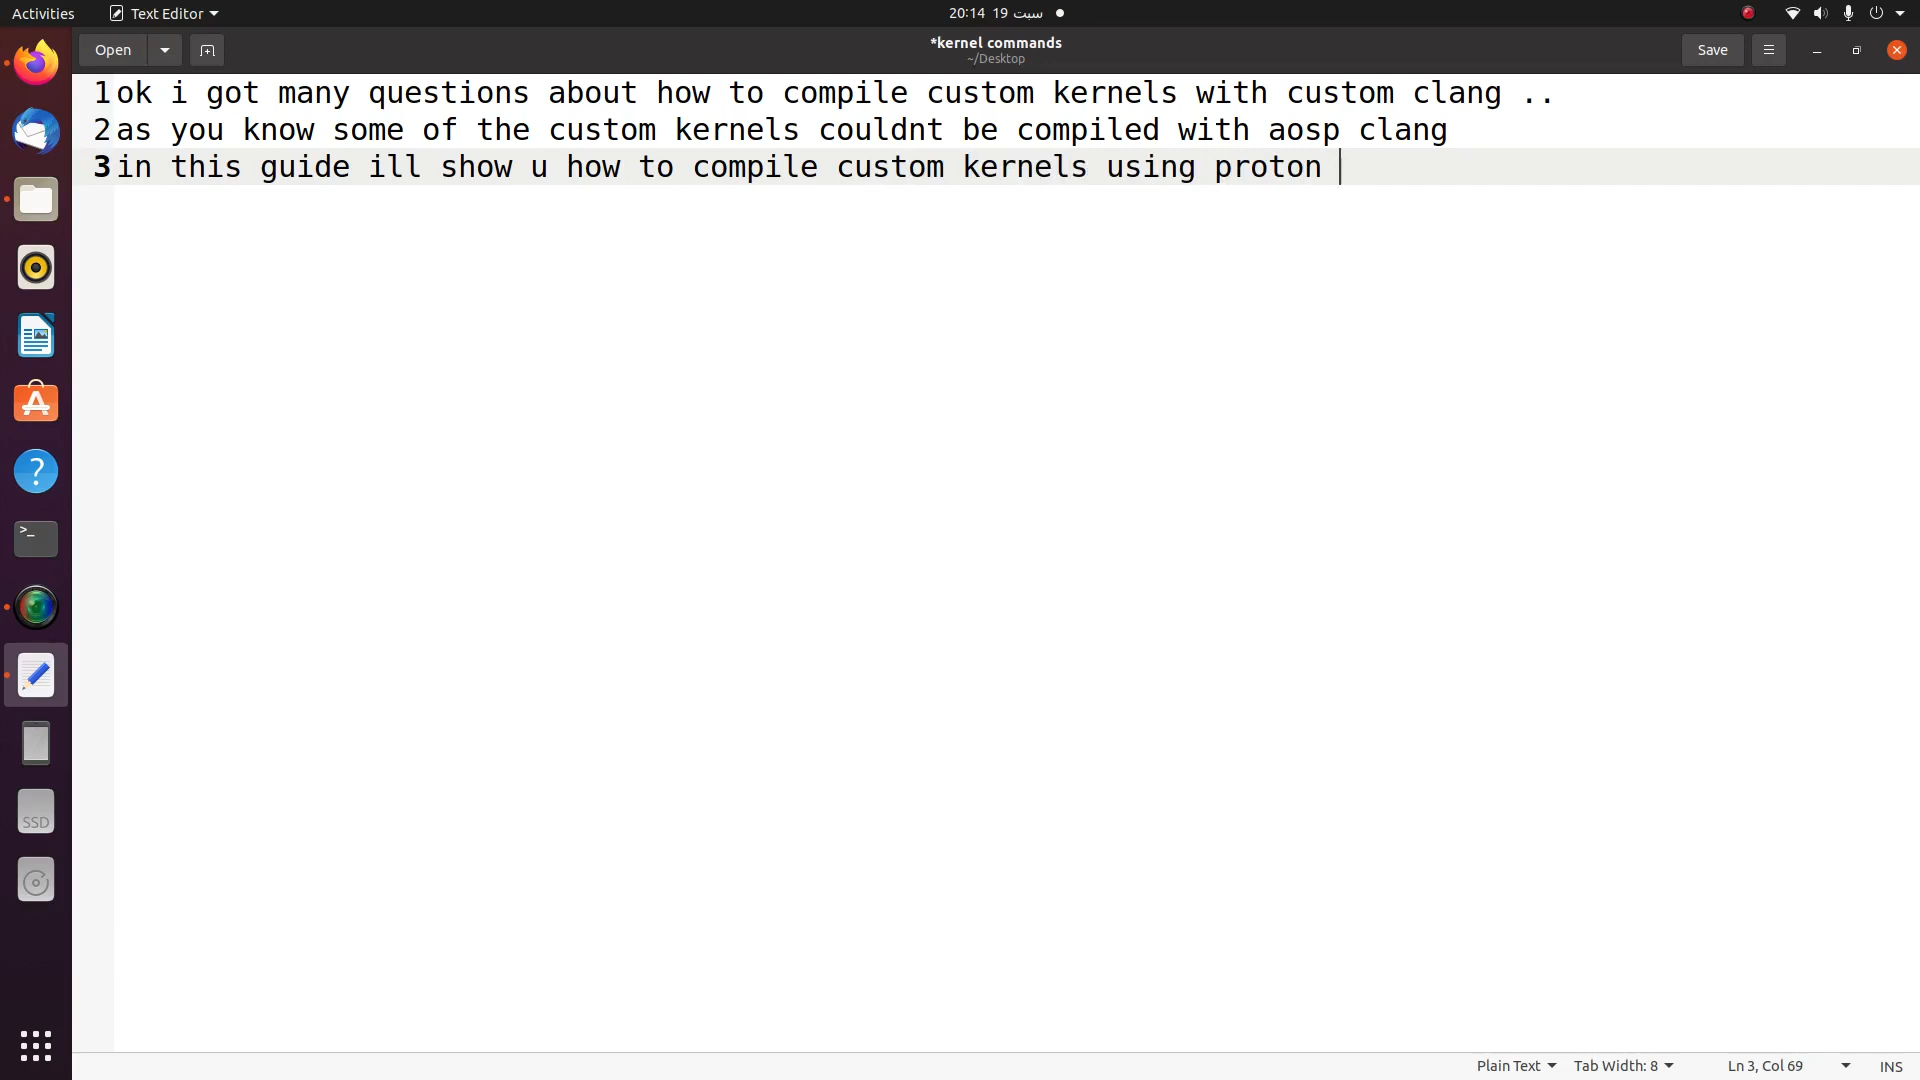 Activities
Text Editor
20:14 19 سبت
Open
*kernel commands
~/Desktop
Save
1 ok i got many questions about how to compile custom kernels with custom clang ..
2 as you know some of the custom kernels couldnt be compiled with aosp clang
3 in this guide ill show u how to compile custom kernels using proton
?
>_
SSD
Plain Text
Tab Width: 8
Ln 3, Col 69
INS